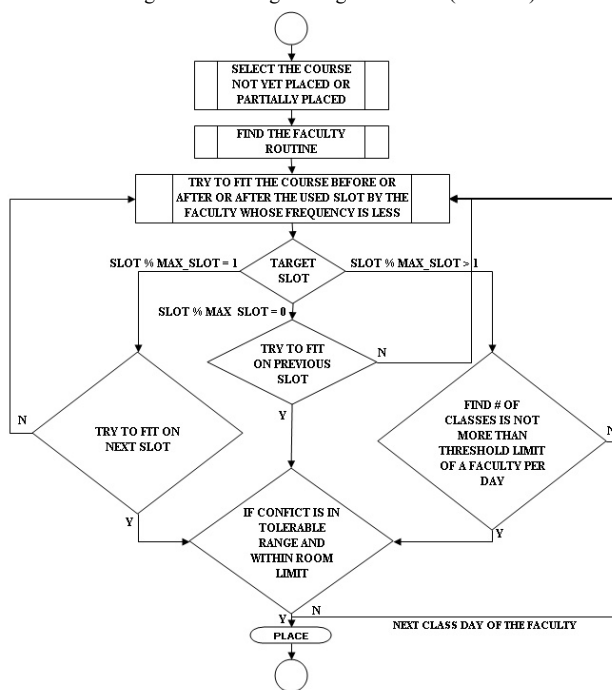 SELECT THE COURSE
NOT YET PLACED OR
PARTIALLY PLACED
FIND THE FACULTY
ROUTINE
TRY TO FIT THE COURSE BEFORE OR
AFTER OR AFTER THE USED SLOT BY THE
FACULTY WHOSE FREQUENCY IS LESS
SLOT % MAX_SLOT = 1
TARGET
SLOT
SLOT % MAX_SLOT > 1
SLOT % MAX SLOT = 0
TRY TO FIT
ON PREVIOUS
SLOT
N
N
TRY TO FIT ON
NEXT SLOT
Y
FIND # OF
CLASSES IS NOT
MORE THAN
THRESHOLD LIMIT
OF A FACULTY PER
DAY
N
Y
Y
IF CONFICT IS IN
TOLERABLE
RANGE AND
WITHIN ROOM
LIMIT
Y
N
NEXT CLASS DAY OF THE FACULTY
PLACE